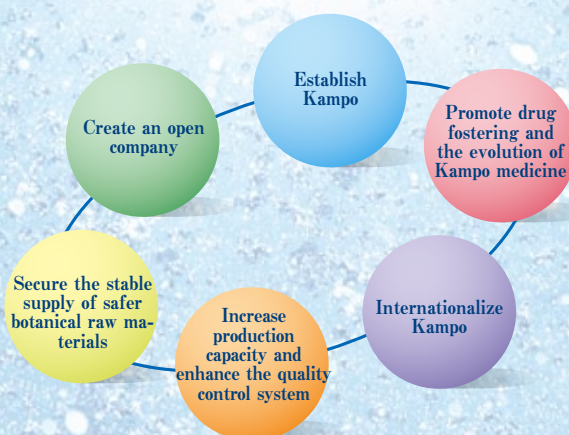 Establish
Kampo
Promote drug
fostering and
the evolution of
Kampo medicine
Internationalize
Kampo
Increase
production
capacity and
enhance the quality
control system
Secure the stable
supply of safer
botanical raw ma-
terials
Create an open
company